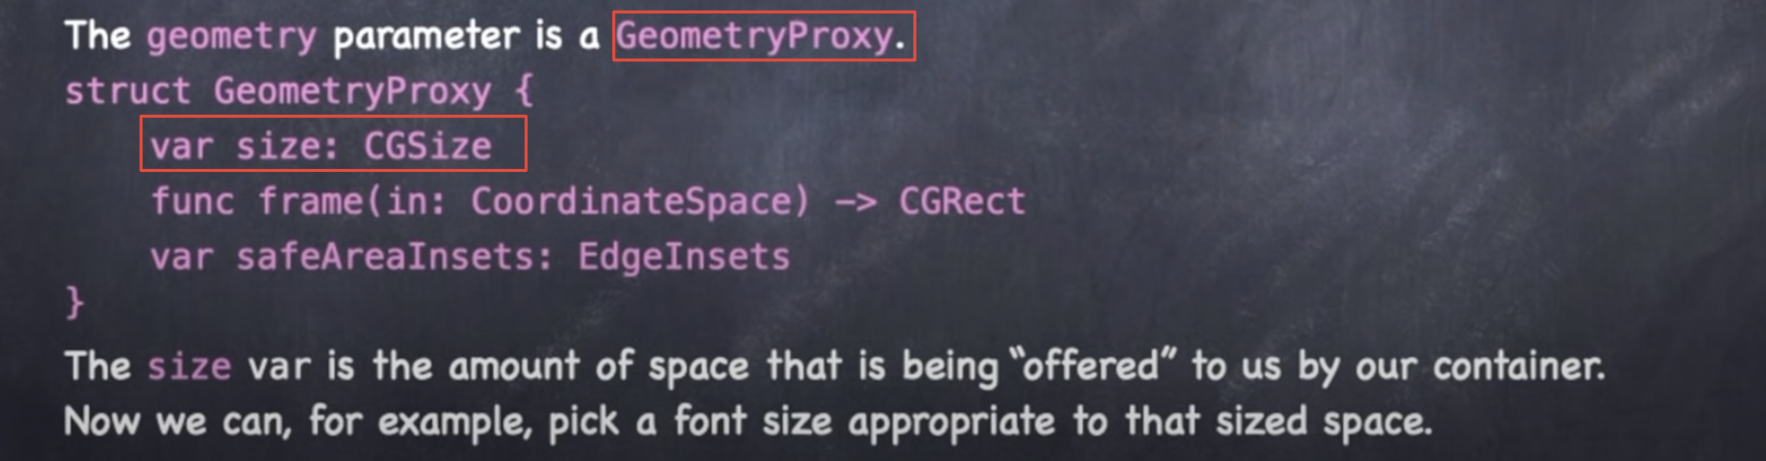 The geometry parameter is a GeometryProxy.
struct GeometryProxy {
var size: CGSize
func frame(in: CoordinateSpace) –> CGRect
var safeAreaInsets: EdgeInsets
}
The size var is the amount of space that is being “offered” to us by our container.
Now we can, for example, pick a font size appropriate to that sized space.